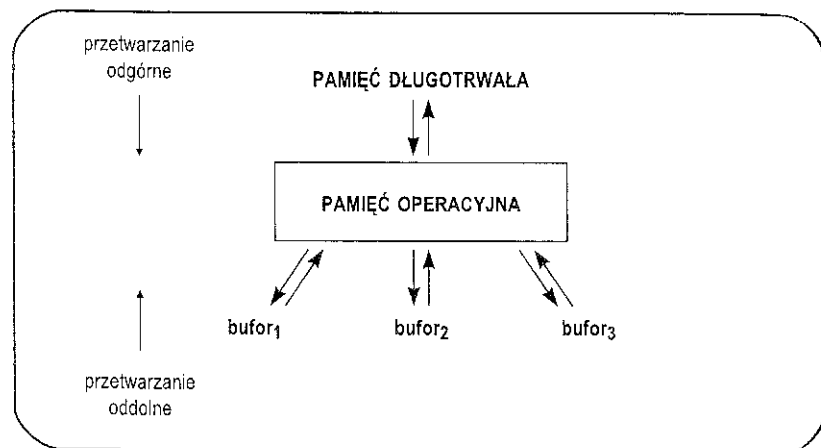 przetwarzanie
odgórne
PAMIĘĆ DŁUGOTRWAŁA
PAMIĘĆ OPERACYJNA
bufor1
bufor2
bufor3
przetwarzanie
oddolne